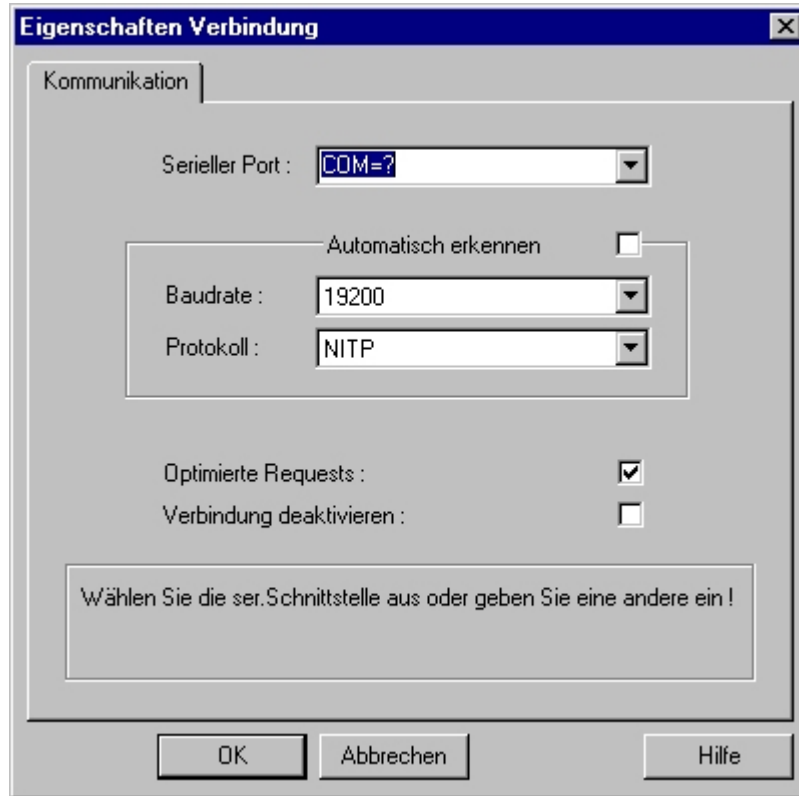 Eigenschaften Verbindung
Kommunikation
Serieller Port : COM=?
Automatisch erkennen
Baudrate : 19200
Protokoll : NITP
Optimierte Requests :
Verbindung deaktivieren :
Wählen Sie die ser.Schnittstelle aus oder geben Sie eine andere ein !
OK Abbrechen Hilfe